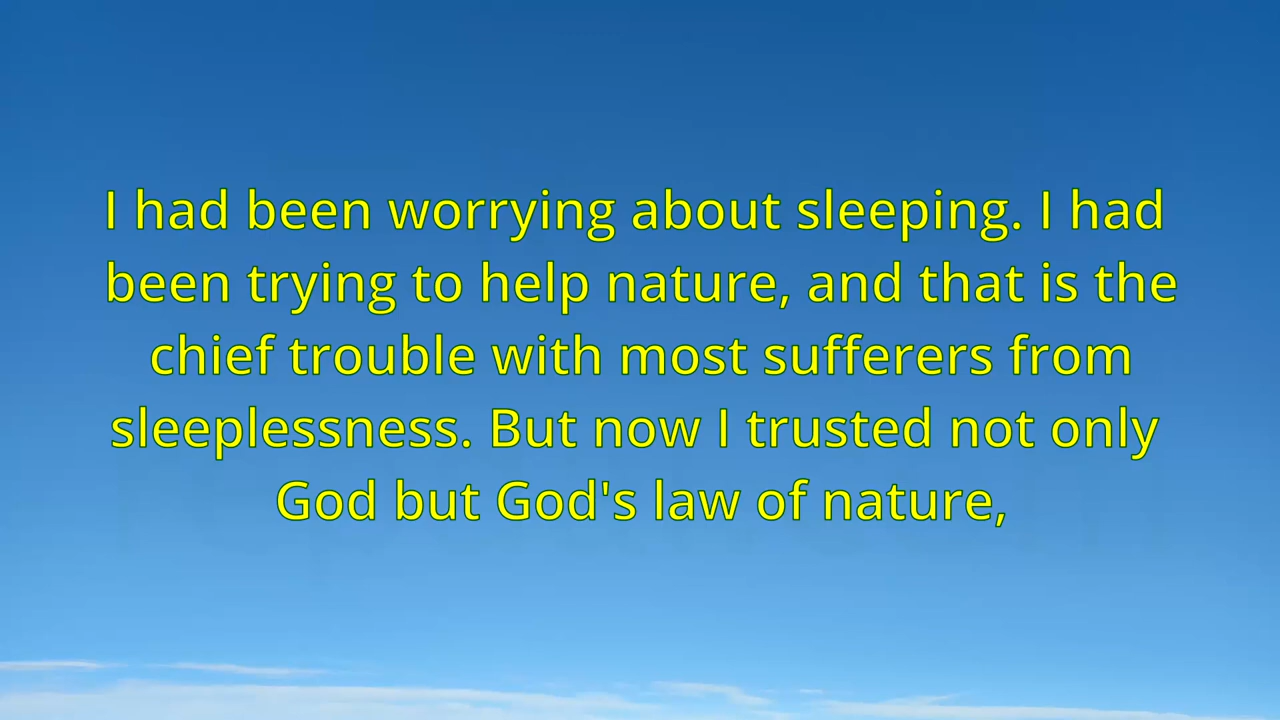 I had been worrying about sleeping. I had
been trying to help nature, and that is the
chief trouble with most sufferers from
sleeplessness. But now I trusted not only
God but God's law of nature,